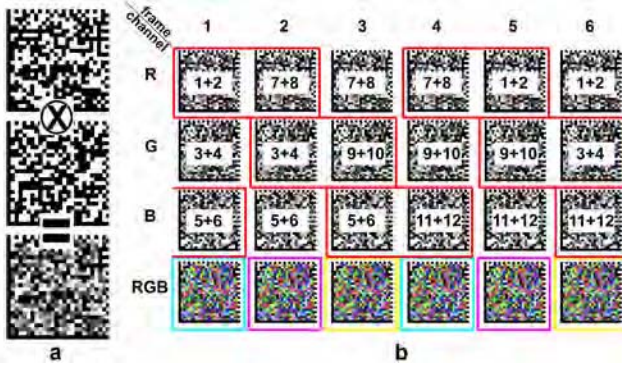 frame
channel
1 2 3 4 5 6
R
1+2 7+8 7+8 7+8 1+2 1+2
G
3+4 3+4 9+10 9+10 9+10 3+4
B
5+6 5+6 5+6 11+12 11+12 11+12
RGB
X
=
a b